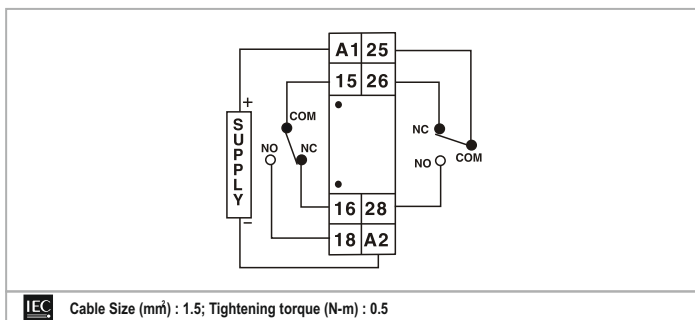 A1 25
15 26
+
COM
SUPPLY
NO
NC
NC
COM
NO
16 28
−
18 A2
IEC Cable Size (mm²) : 1.5; Tightening torque (N-m) : 0.5